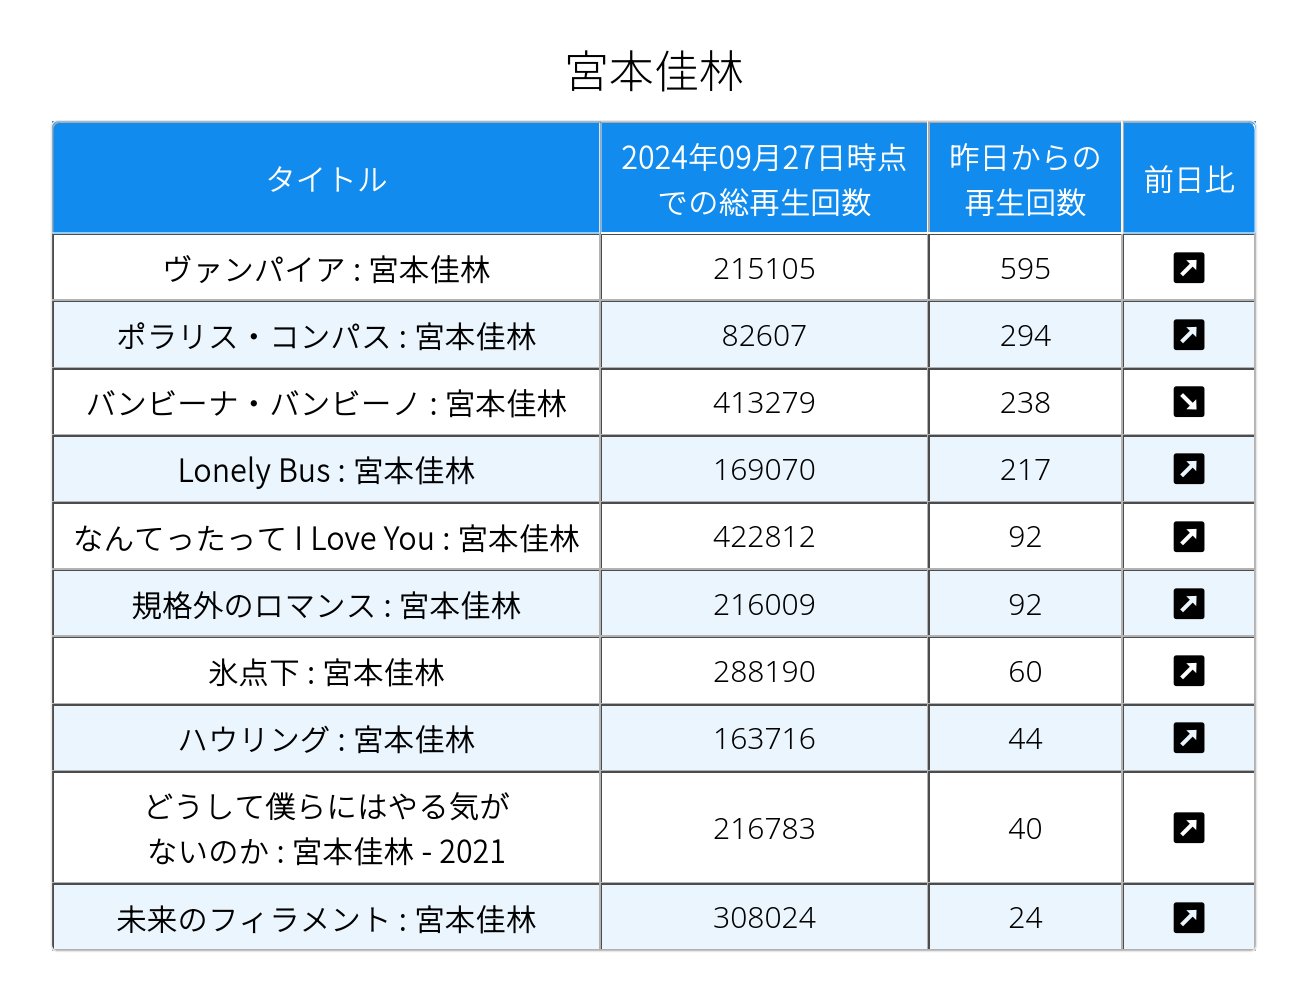 宮本佳林
タイトル
2024年09月27日時点
での総再生回数
昨日からの
再生回数
前日比
ヴァンパイア : 宮本佳林 215105 595 ↗
ポラリス・コンパス : 宮本佳林 82607 294 ↗
バンビーナ・バンビーノ : 宮本佳林 413279 238 ↘
Lonely Bus : 宮本佳林 169070 217 ↗
なんてったって I Love You : 宮本佳林 422812 92 ↗
規格外のロマンス : 宮本佳林 216009 92 ↗
氷点下 : 宮本佳林 288190 60 ↗
ハウリング : 宮本佳林 163716 44 ↗
どうして僕らにはやる気が
ないのか : 宮本佳林 - 2021 216783 40 ↗
未来のフィラメント : 宮本佳林 308024 24 ↗